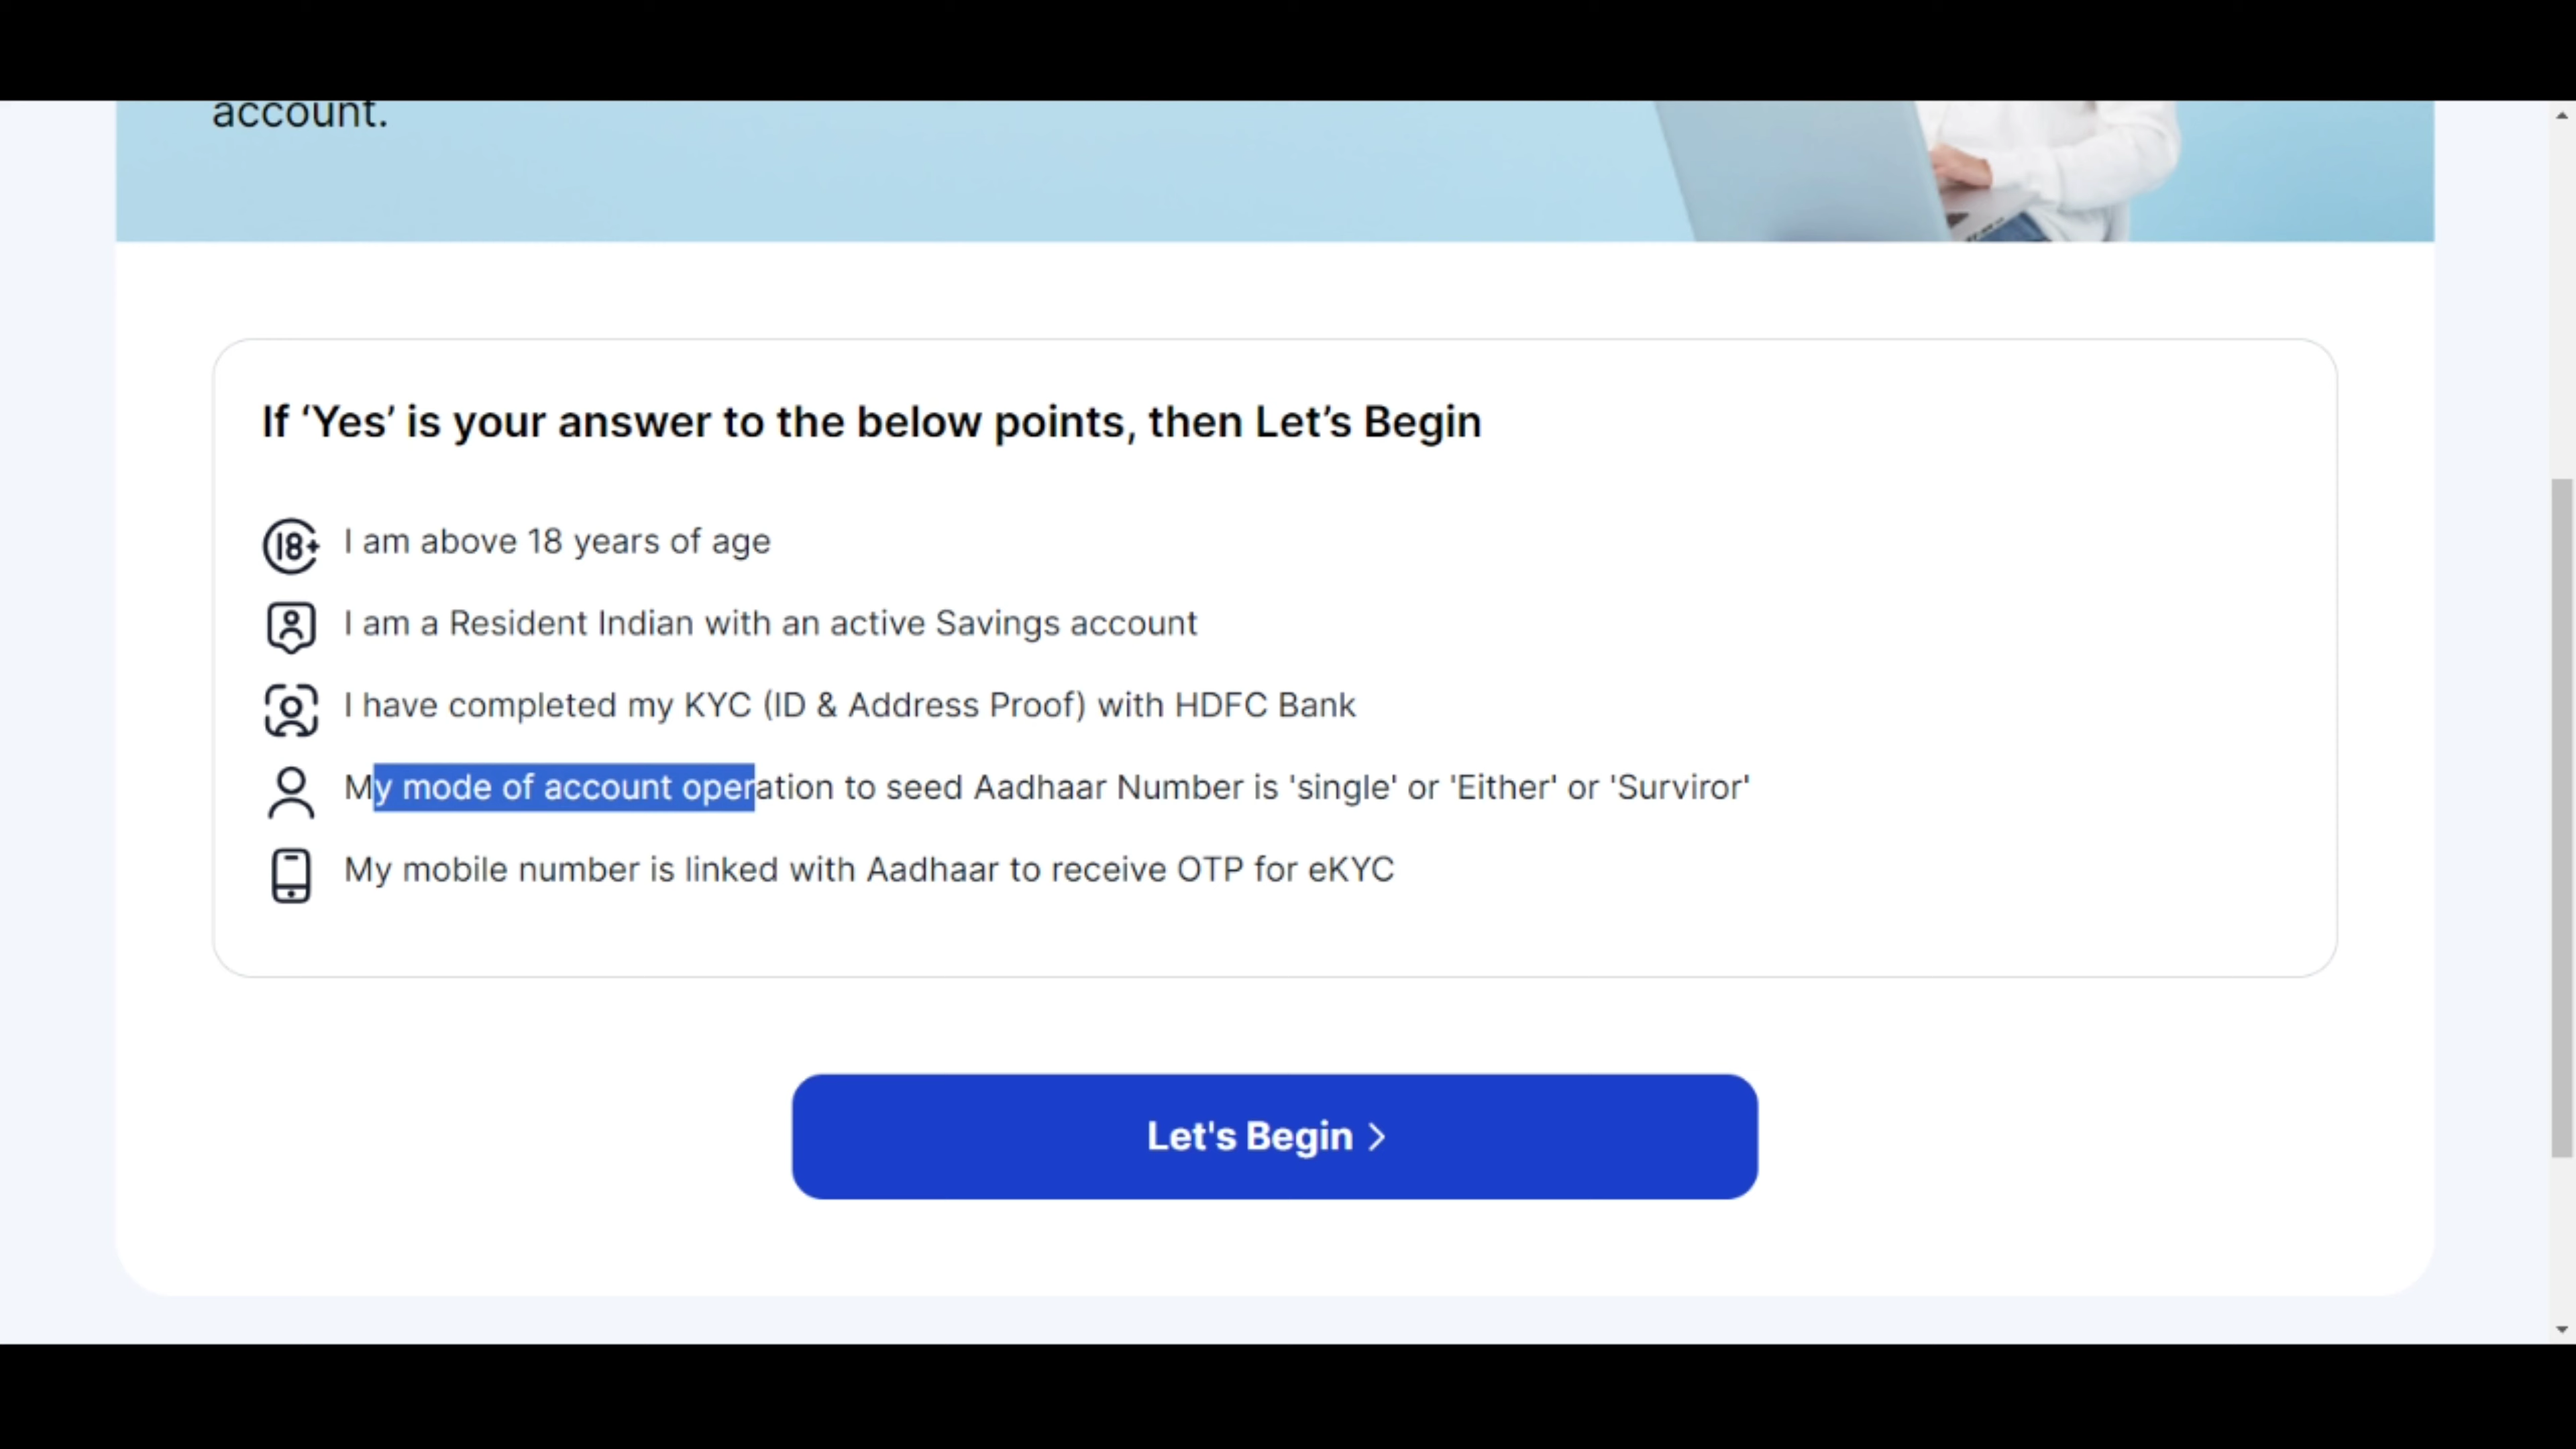 account.
If ‘Yes’ is your answer to the below points, then Let’s Begin
18+ I am above 18 years of age
I am a Resident Indian with an active Savings account
I have completed my KYC (ID & Address Proof) with HDFC Bank
My mode of account operation to seed Aadhaar Number is 'single' or 'Either' or 'Surviror'
My mobile number is linked with Aadhaar to receive OTP for eKYC
Let's Begin >